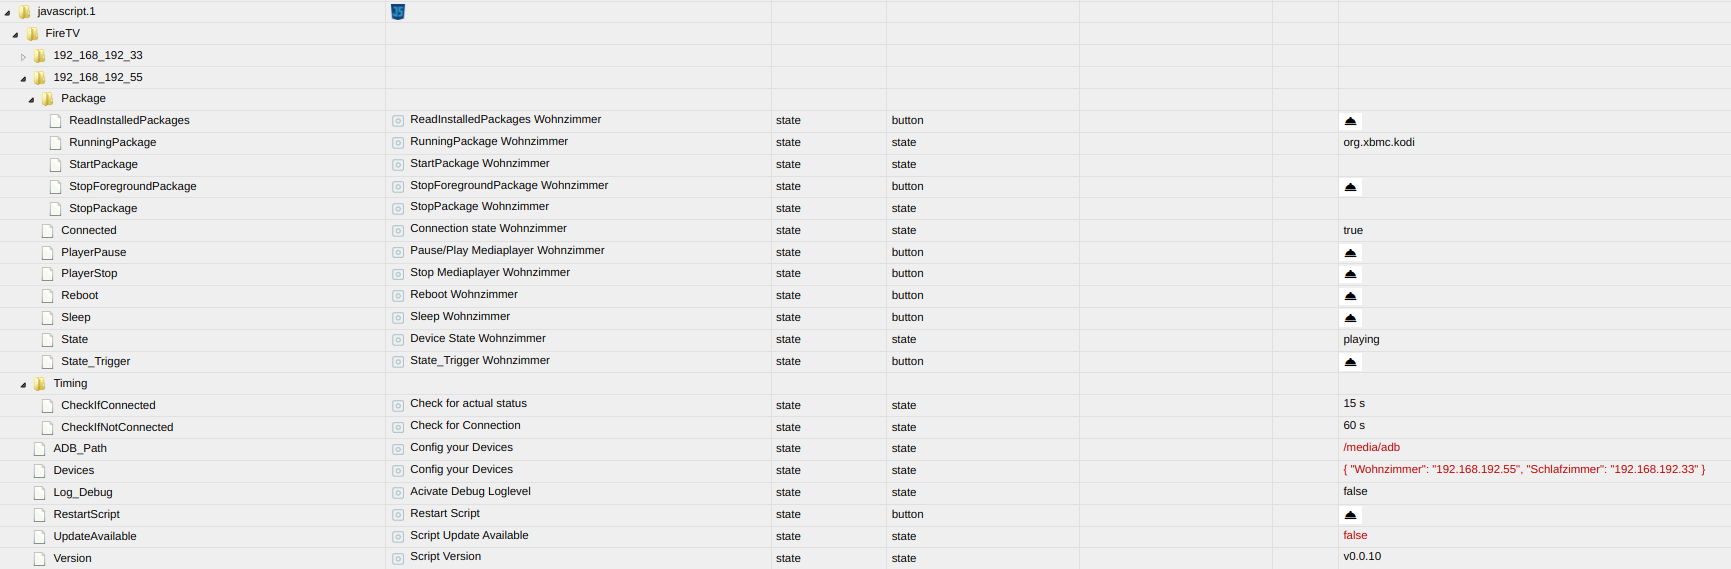 javascript.1 JS
FireTV
192_168_192_33
192_168_192_55
Package
ReadInstalledPackages ReadInstalledPackages Wohnzimmer state button
RunningPackage RunningPackage Wohnzimmer state state org.xbmc.kodi
StartPackage StartPackage Wohnzimmer state state
StopForegroundPackage StopForegroundPackage Wohnzimmer state button
StopPackage StopPackage Wohnzimmer state state
Connected Connection state Wohnzimmer state state true
PlayerPause Pause/Play Mediaplayer Wohnzimmer state button
PlayerStop Stop Mediaplayer Wohnzimmer state button
Reboot Reboot Wohnzimmer state button
Sleep Sleep Wohnzimmer state button
State Device State Wohnzimmer state state playing
State_Trigger State_Trigger Wohnzimmer state button
Timing
CheckIfConnected Check for actual status state state 15 s
CheckIfNotConnected Check for Connection state state 60 s
ADB_Path Config your Devices state state /media/adb
Devices Config your Devices state state { "Wohnzimmer": "192.168.192.55", "Schlafzimmer": "192.168.192.33" }
Log_Debug Acivate Debug Loglevel state state false
RestartScript Restart Script state button
UpdateAvailable Script Update Available state state false
Version Script Version state state v0.0.10